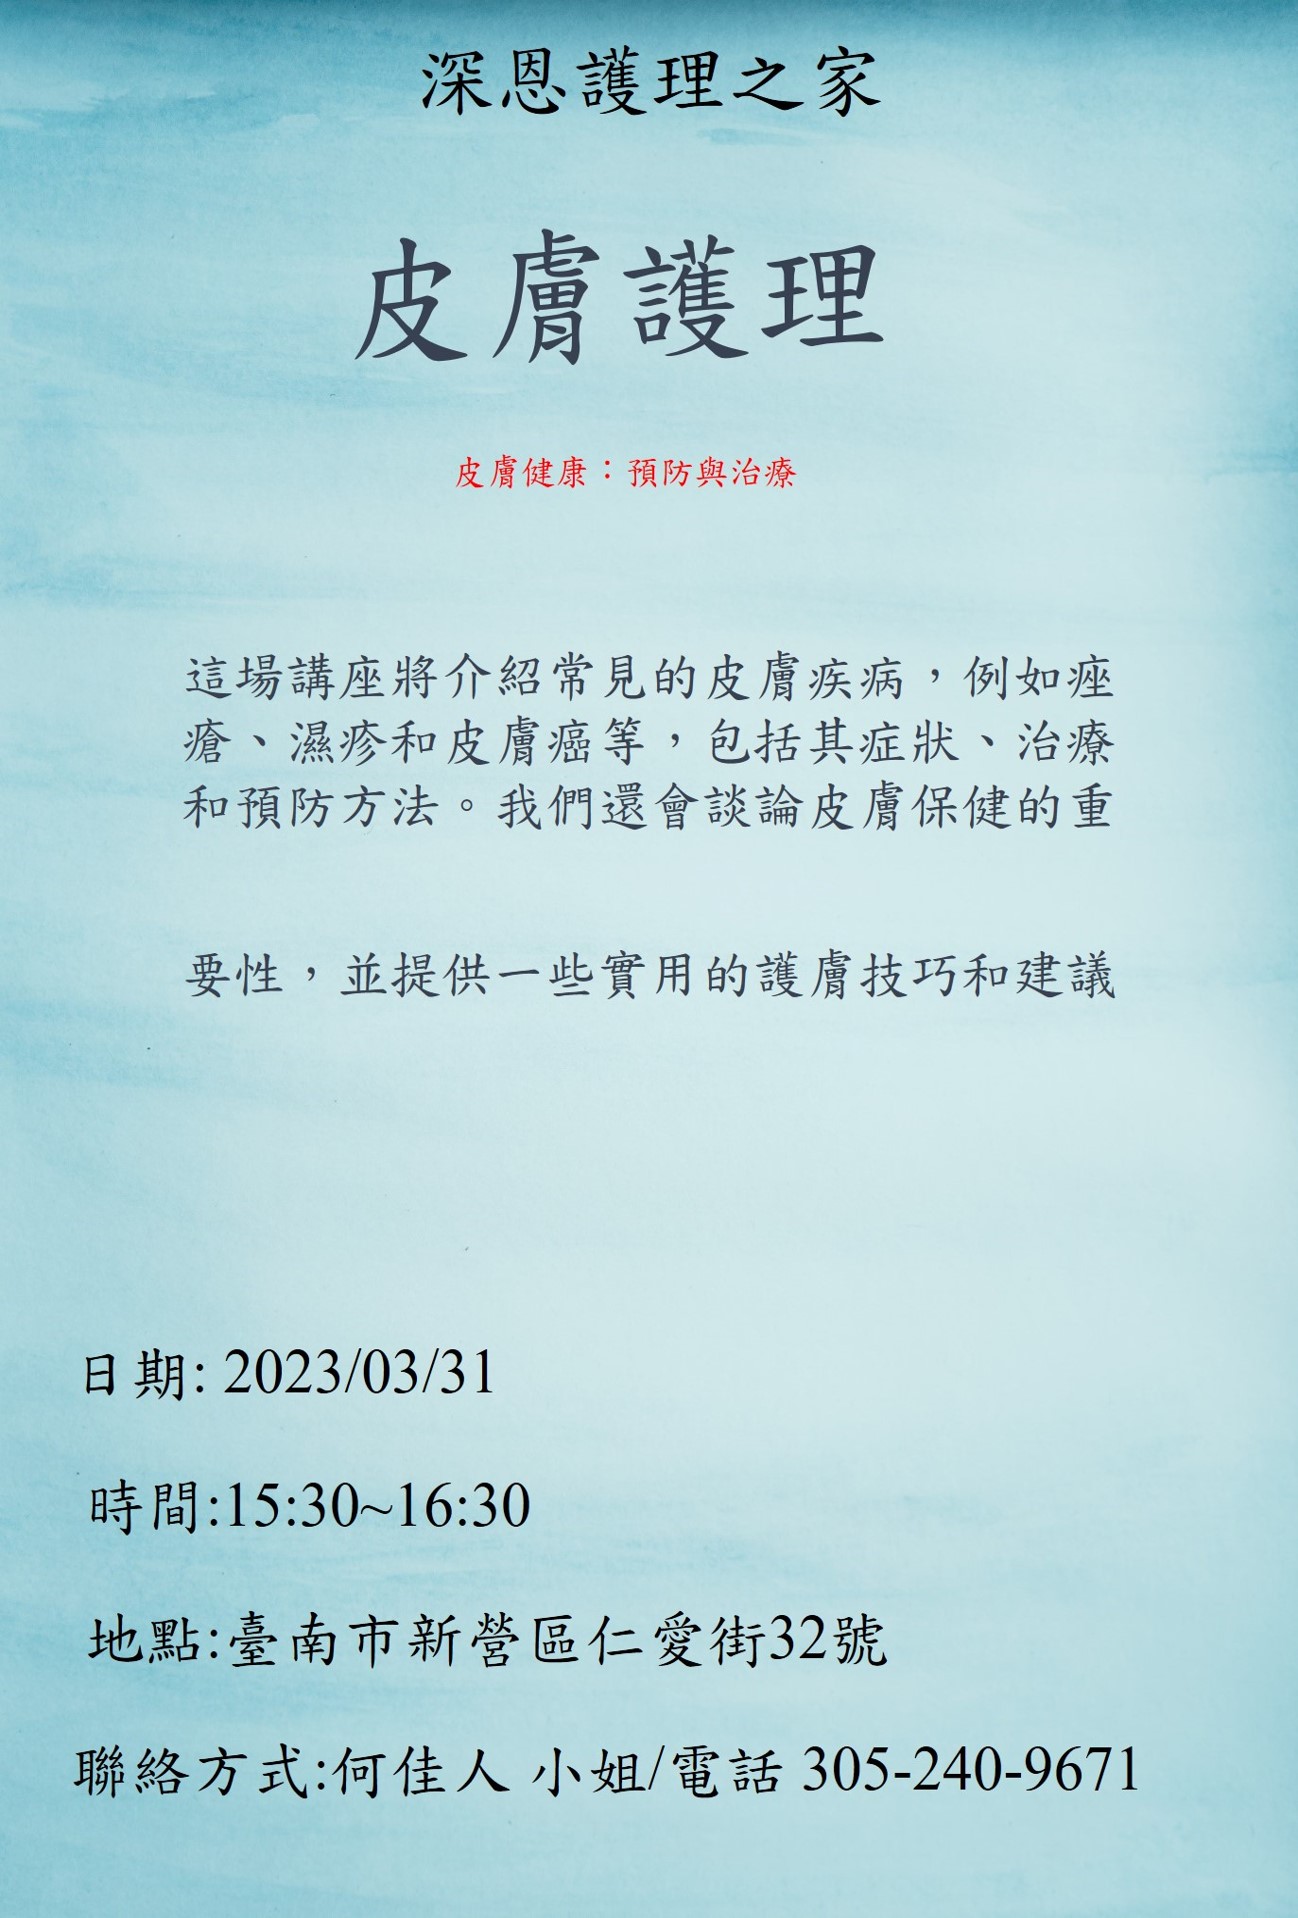 深恩護理之家
皮膚護理
皮膚健康：預防與治療
這場講座將介紹常見的皮膚疾病，例如痤
瘡、濕疹和皮膚癌等，包括其症狀、治療
和預防方法。我們還會談論皮膚保健的重
要性，並提供一些實用的護膚技巧和建議
日期: 2023/03/31
時間:15:30~16:30
地點:臺南市新營區仁愛街32號
聯絡方式:何佳人 小姐/電話 305-240-9671